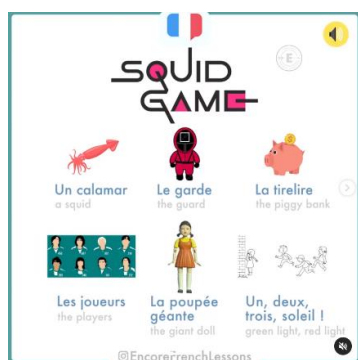 SQUID
GAME
E
Un calamar
a squid
Le garde
the guard
La tirelire
the piggy bank
Les joueurs
the players
La poupée
géante
the giant doll
Un, deux,
trois, soleil !
green light, red light
@EncoreFrenchLessons